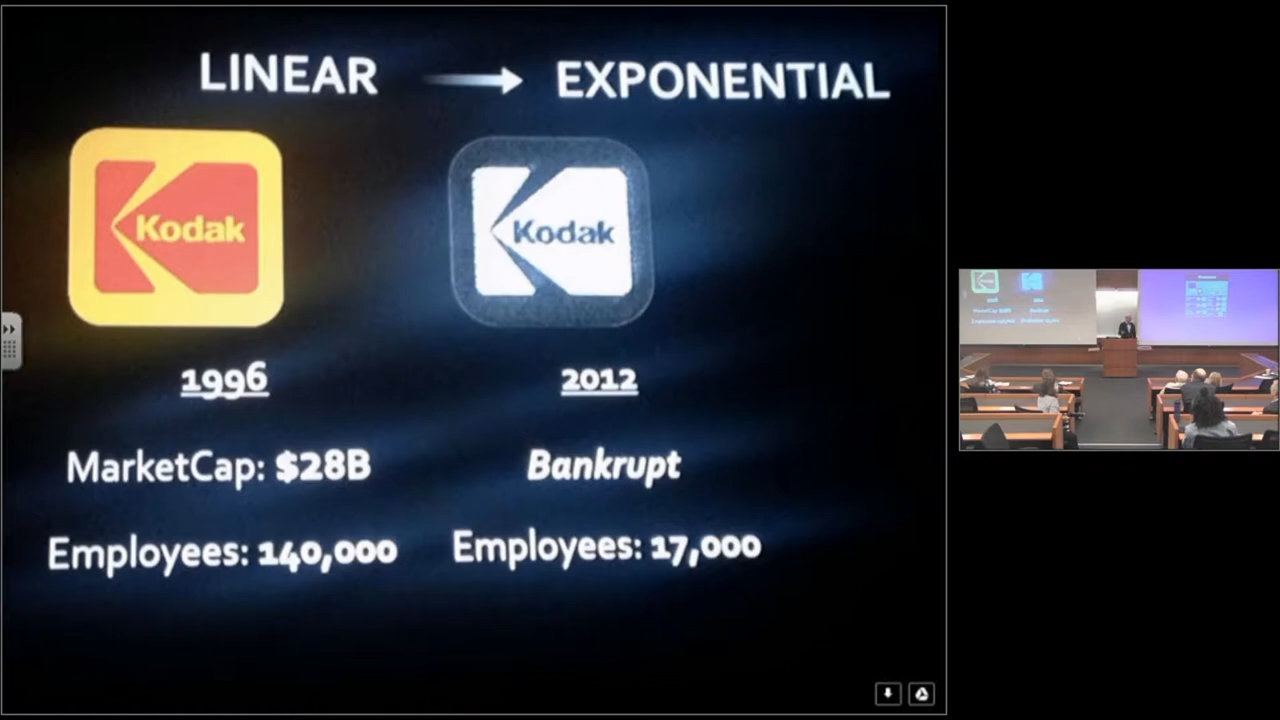 LINEAR → EXPONENTIAL
Kodak
Kodak
1996
2012
MarketCap: $28B
Bankrupt
Employees: 140,000
Employees: 17,000